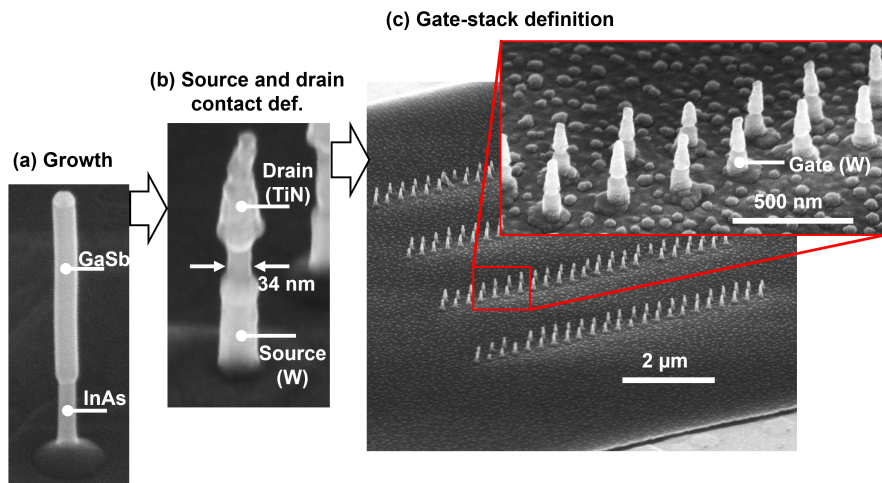 (a) Growth
GaSb
InAs
(b) Source and drain
contact def.
Drain
(TiN)
34 nm
Source
(W)
(c) Gate-stack definition
Gate (W)
500 nm
2 µm